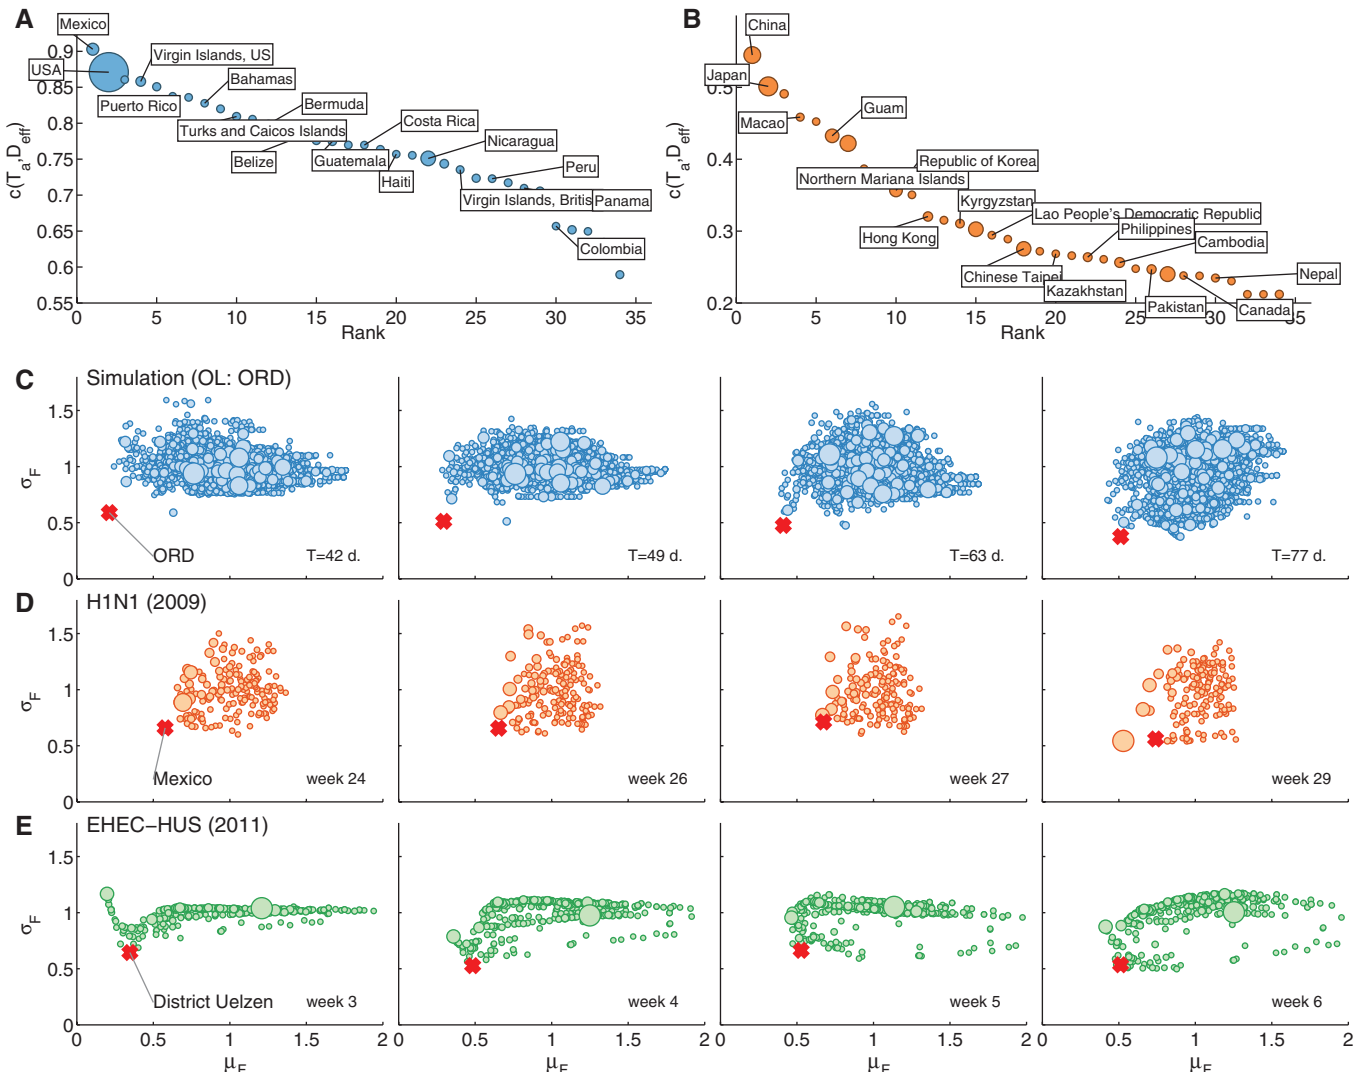 A
B
Mexico
China
0.9
Virgin Islands, US
USA
Bahamas
Japan
0.5
0.85
Puerto Rico
Bermuda
Guam
Macao
0.8
Turks and Caicos Islands
Costa Rica
c(Ta,Deff)
c(Ta,Deff)
Nicaragua
0.75
Belize
Guatemala
Peru
0.4
Republic of Korea
Haiti
Northern Mariana Islands
0.7
Virgin Islands, Britis
Panama
Kyrgyzstan
Lao People's Democratic Republic
0.65
Colombia
0.3
Hong Kong
Philippines
Cambodia
0.6
Chinese Taipei
Nepal
Kazakhstan
Pakistan
Canada
0.55
0.2
0 5 10 15 20 25 30 35
0 5 10 15 20 25 30 35
Rank
Rank
C Simulation (OL: ORD)
1.5
1
σF
0.5
0
ORD
T=42 d.
T=49 d.
T=63 d.
T=77 d.
D H1N1 (2009)
1.5
1
σF
0.5
0
Mexico
week 24
week 26
week 27
week 29
E EHEC−HUS (2011)
1.5
1
σF
0.5
0
District Uelzen
week 3
week 4
week 5
week 6
0 0.5 1 1.5 2 0 0.5 1 1.5 2 0 0.5 1 1.5 2 0 0.5 1 1.5 2
μF μF μF μF